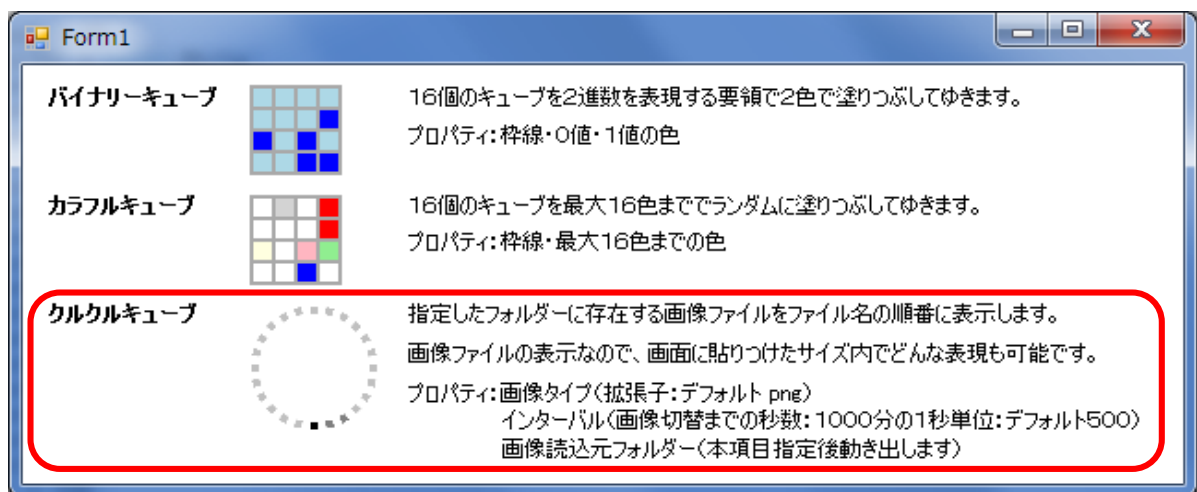 Form1
バイナリーキューブ
16個のキューブを2進数を表現する要領で2色で塗りつぶしてゆきます。
プロパティ:枠線・0値・1値の色
カラフルキューブ
16個のキューブを最大16色まででランダムに塗りつぶしてゆきます。
プロパティ:枠線・最大16色までの色
クルクルキューブ
指定したフォルダーに存在する画像ファイルをファイル名の順番に表示します。
画像ファイルの表示なので、画面に貼りつけたサイズ内でどんな表現も可能です。
プロパティ:画像タイプ(拡張子:デフォルト png)
インターバル(画像切替までの秒数:1000分の1秒単位:デフォルト500)
画像読込元フォルダー(本項目指定後動き出します)